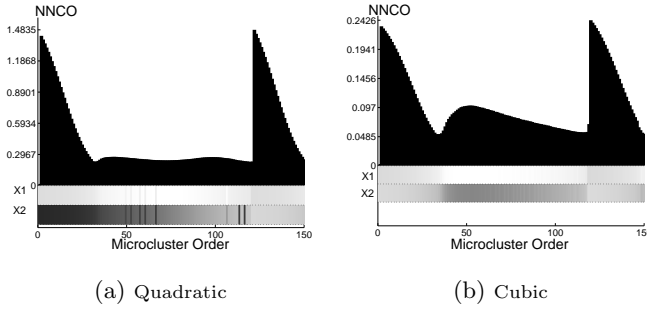 NNCO
1.4835
1.1868
0.8901
0.5934
0.2967
0
X1
X2
0 50 100 150
Microcluster Order
(a) Quadratic
NNCO
0.2426
0.1941
0.1456
0.097
0.0485
0
X1
X2
0 50 100 150
Microcluster Order
(b) Cubic